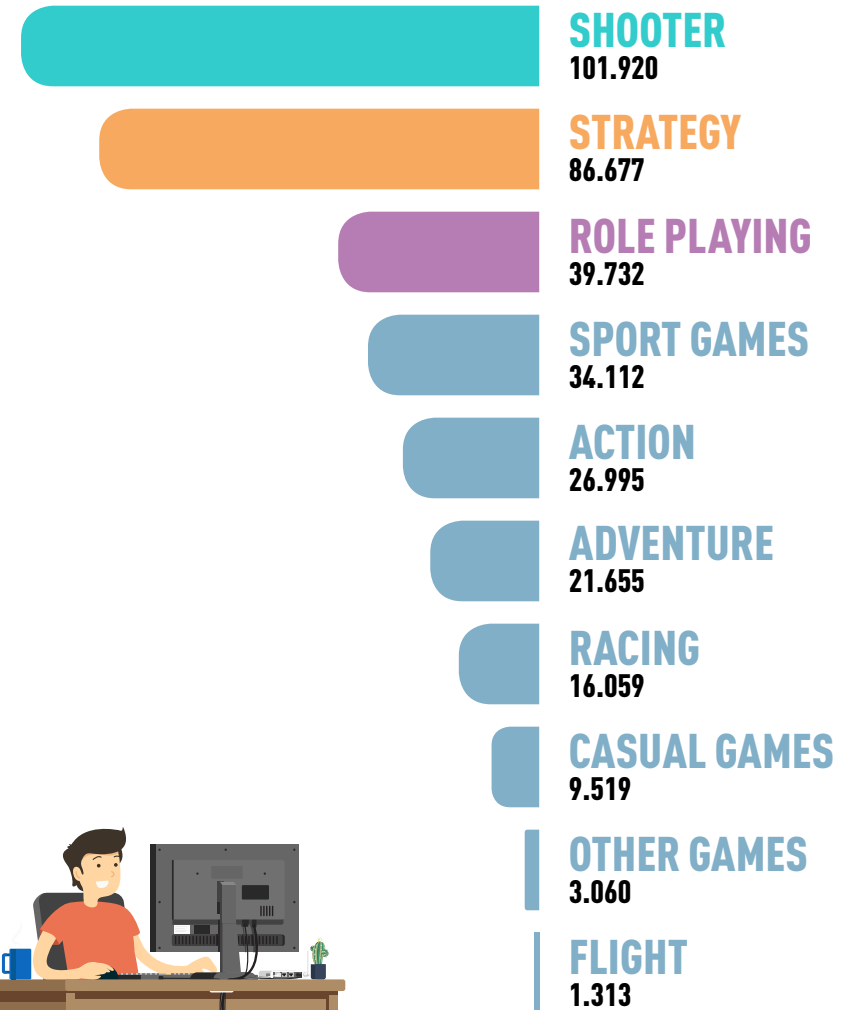 SHOOTER
101.920
STRATEGY
86.677
ROLE PLAYING
39.732
SPORT GAMES
34.112
ACTION
26.995
ADVENTURE
21.655
RACING
16.059
CASUAL GAMES
9.519
OTHER GAMES
3.060
FLIGHT
1.313